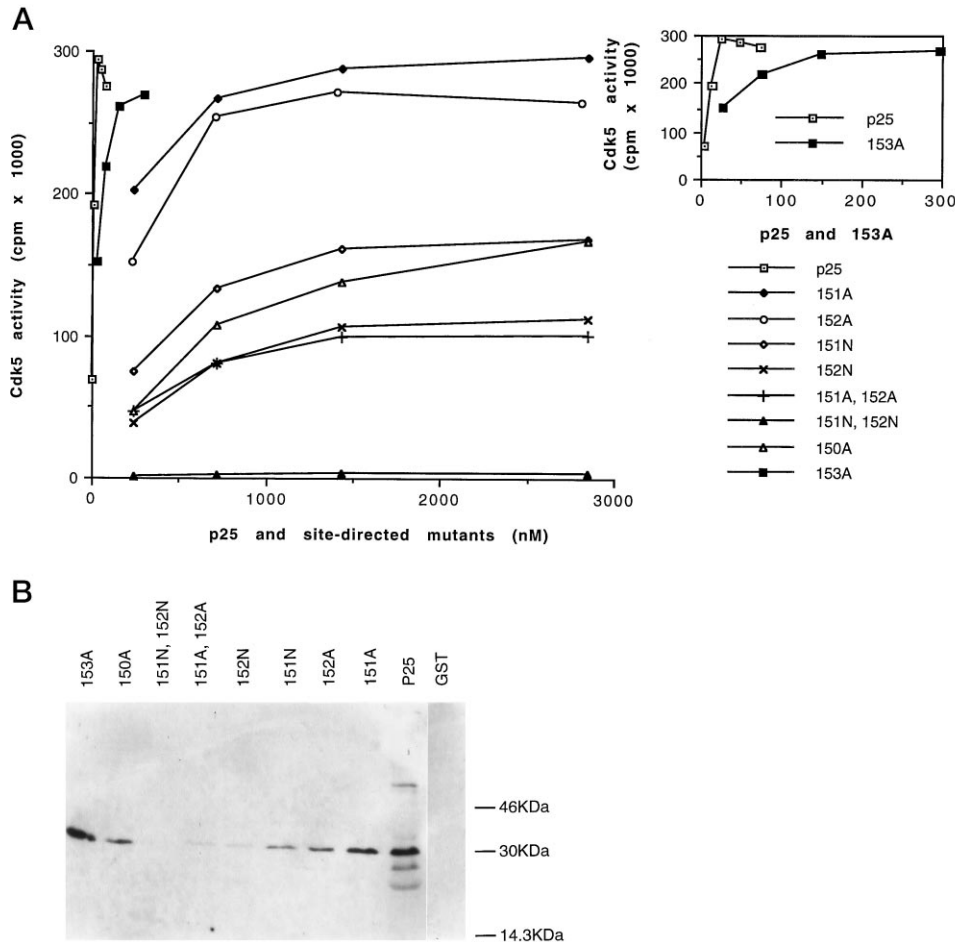 A
Cdk5 activity (cpm x 1000)
300
200
100
0
0
1000
2000
3000
p25 and site-directed mutants (nM)
Cdk5 activity
(cpm x 1000)
300
300
200
100
0
0
100
200
300
p25
153A
p25 and 153A
p25
151A
152A
151N
152N
151A, 152A
151N, 152N
150A
153A
B
153A
150A
151N, 152N
151A, 152A
152N
151N
152A
151A
P25
GST
46KDa
30KDa
14.3KDa